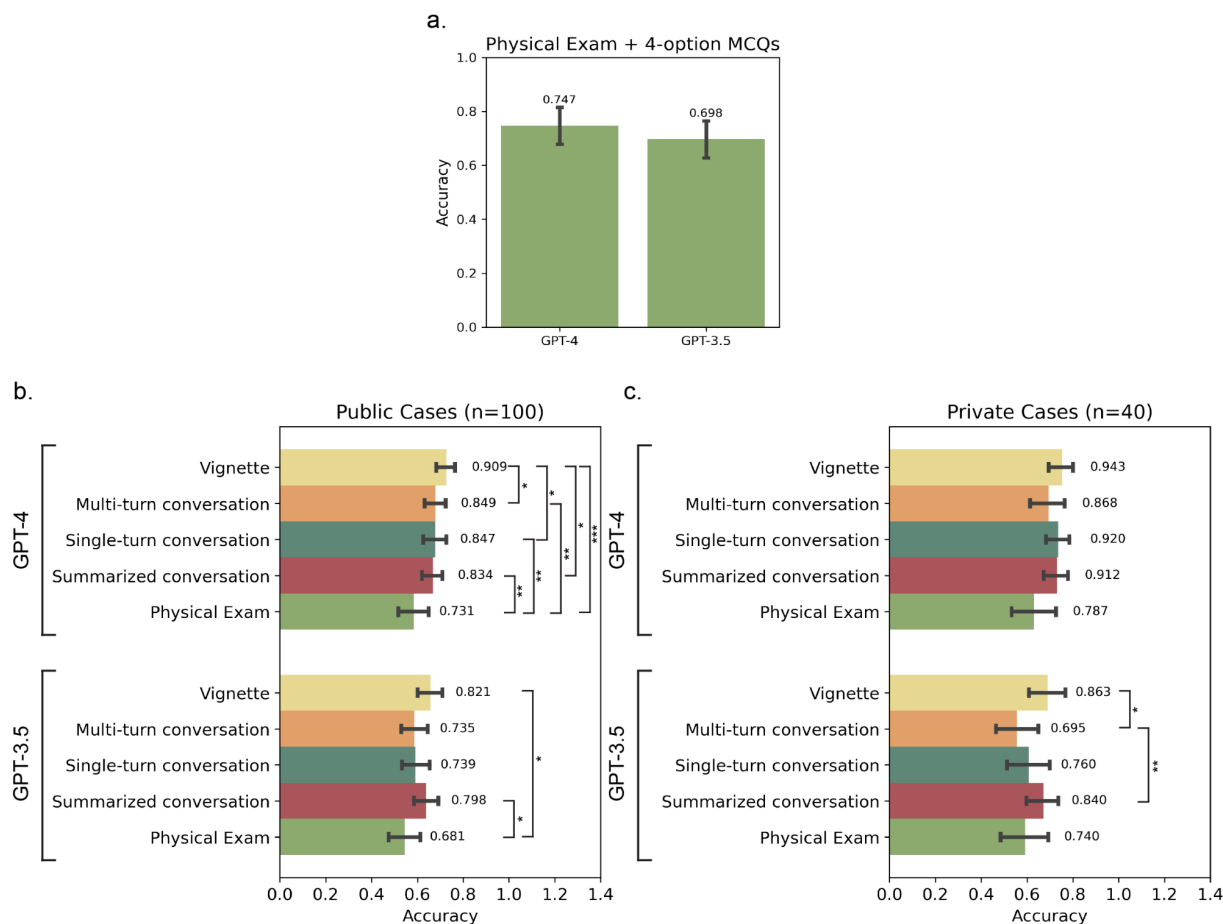 a.
Physical Exam + 4-option MCQs
1.0
0.8
0.6
0.4
0.2
0.0
Accuracy
0.747
0.698
GPT-4
GPT-3.5
b.
Public Cases (n=100)
GPT-4
Vignette
0.909
Multi-turn conversation
0.849
Single-turn conversation
0.847
Summarized conversation
0.834
Physical Exam
0.731
*
*
*
***
**
**
**
GPT-3.5
Vignette
0.821
Multi-turn conversation
0.735
Single-turn conversation
0.739
Summarized conversation
0.798
Physical Exam
0.681
*
*
0.0 0.2 0.4 0.6 0.8 1.0 1.2 1.4
Accuracy
c.
Private Cases (n=40)
GPT-4
Vignette
0.943
Multi-turn conversation
0.868
Single-turn conversation
0.920
Summarized conversation
0.912
Physical Exam
0.787
GPT-3.5
Vignette
0.863
Multi-turn conversation
0.695
Single-turn conversation
0.760
Summarized conversation
0.840
Physical Exam
0.740
*
**
0.0 0.2 0.4 0.6 0.8 1.0 1.2 1.4
Accuracy